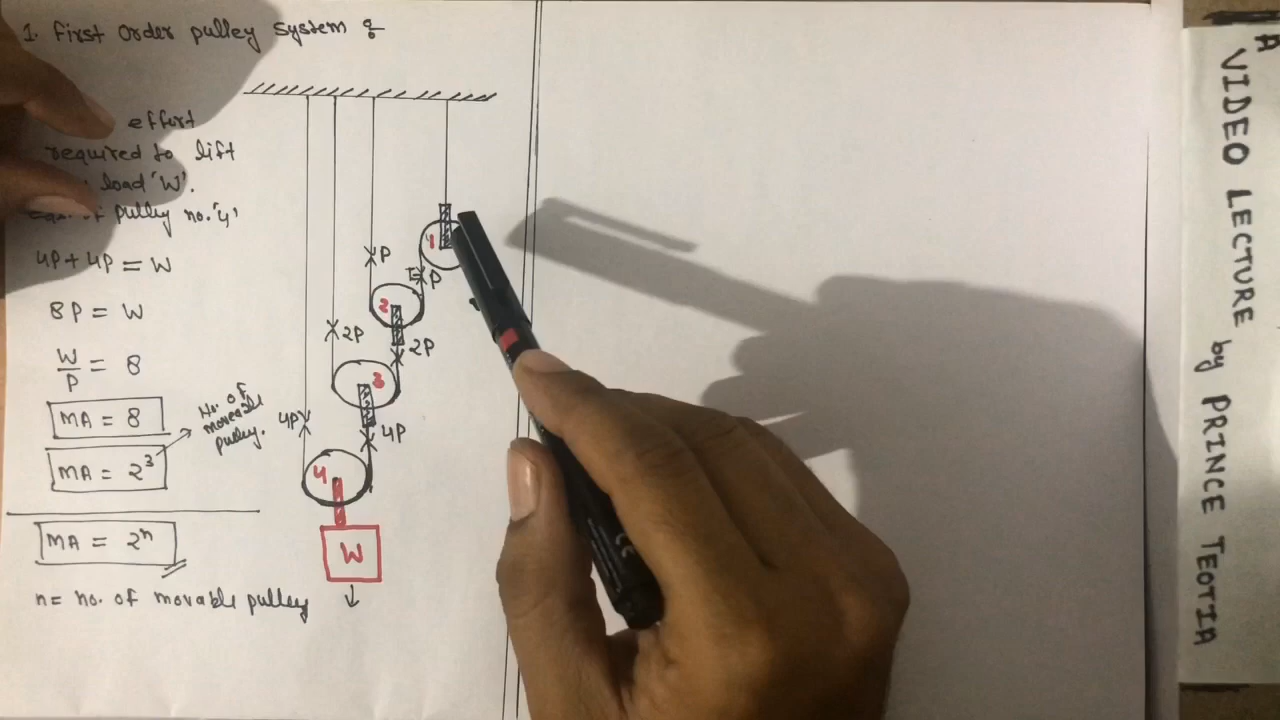 1. First Order pulley System :
effort
required to lift
load 'W'.
of pulley no. '4'
4P + 4P = W
8P = W
W/P = 8
MA = 8
MA = 2³
No. of
moveable
pulley.
MA = 2ⁿ
n = no. of movable pulley
1
P
P
2
2P
2P
3
4P
4P
4
W
A
VIDEO LECTURE by PRINCE TEOTIA